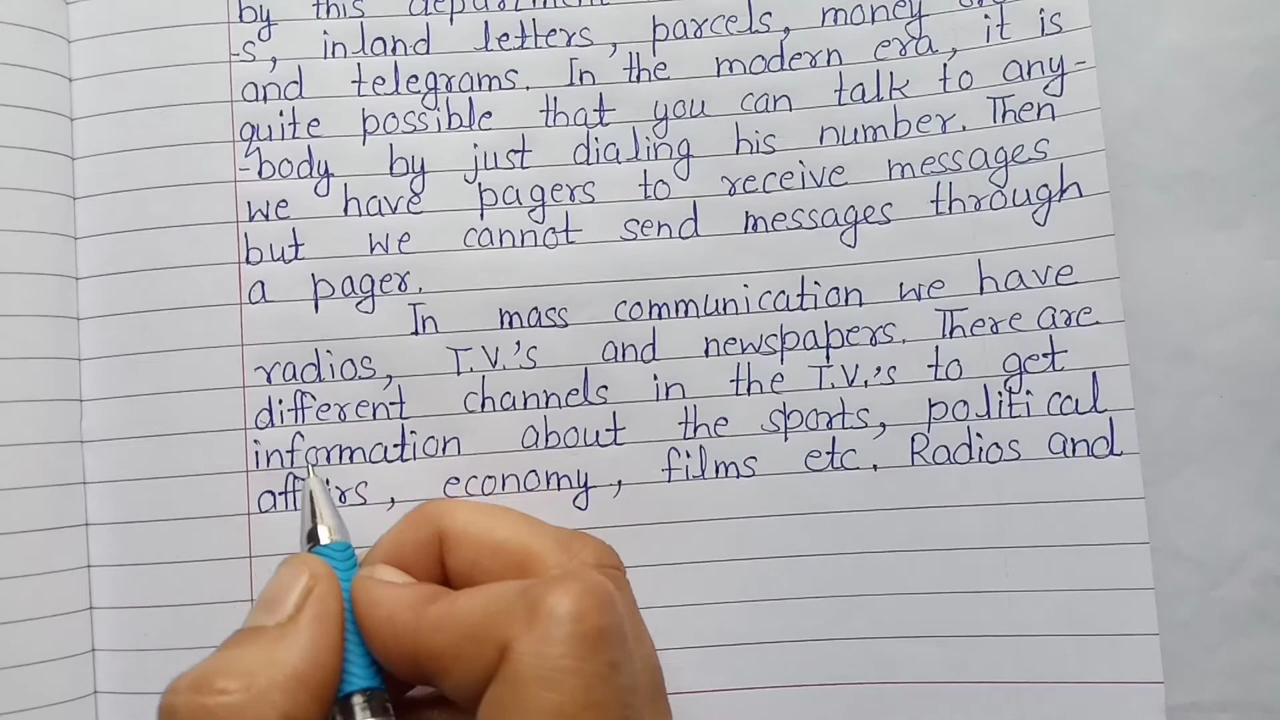 by this department
-s, inland letters, parcels, money
and telegrams. In the modern era, it is
quite possible that you can talk to any-
-body by just dialing his number. Then
we have pagers to receive messages
but we cannot send messages through
a pager.
In mass communication we have
radios, T.V.'s and newspapers. There are
different channels in the T.V.'s to get
information about the sports, political
affairs, economy, films etc. Radios and